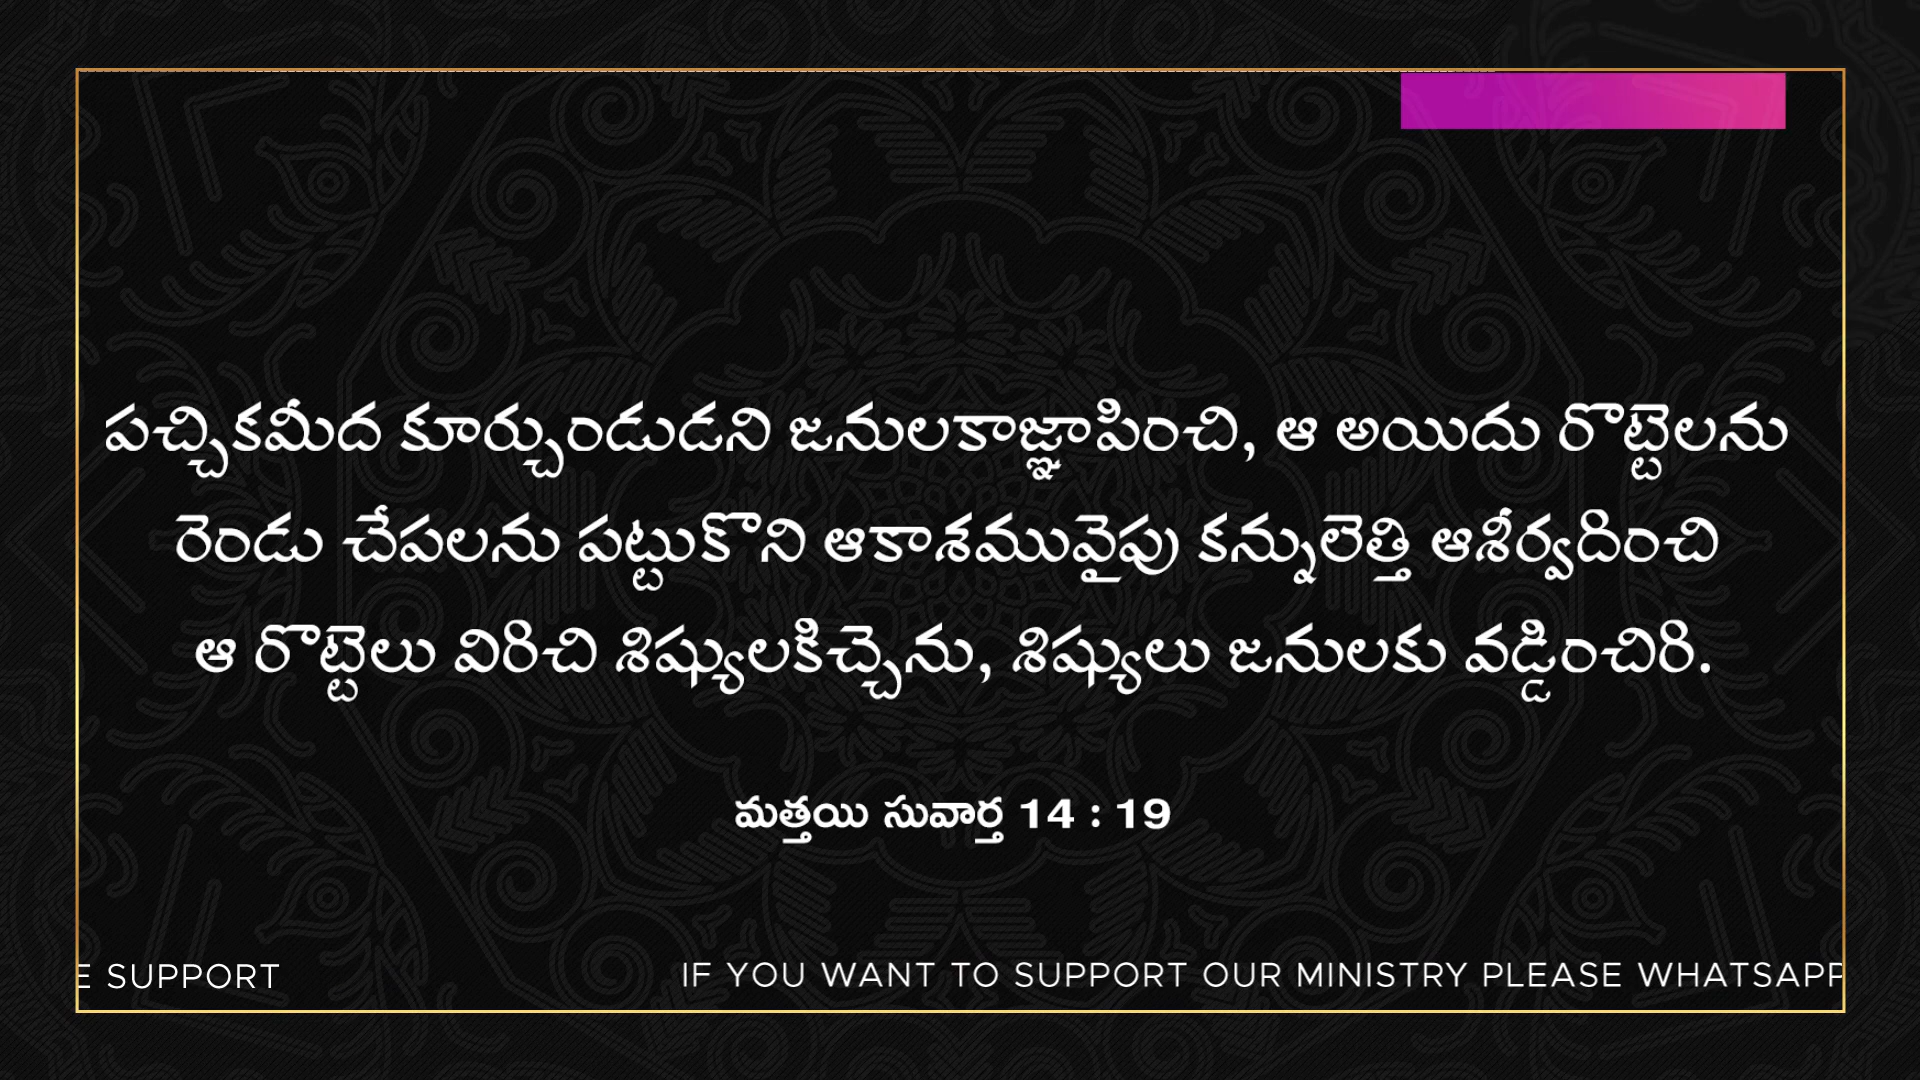 పచ్చికమీద కూర్చుండుడని జనులకాజ్ఞాపించి, ఆ అయిదు రొట్టెలను
రెండు చేపలను పట్టుకొని ఆకాశమువైపు కన్నులెత్తి ఆశీర్వదించి
ఆ రొట్టెలు విరిచి శిష్యులకిచ్చెను, శిష్యులు జనులకు వడ్డించిరి.
మత్తయి సువార్త 14 : 19
E SUPPORT IF YOU WANT TO SUPPORT OUR MINISTRY PLEASE WHATSAPP